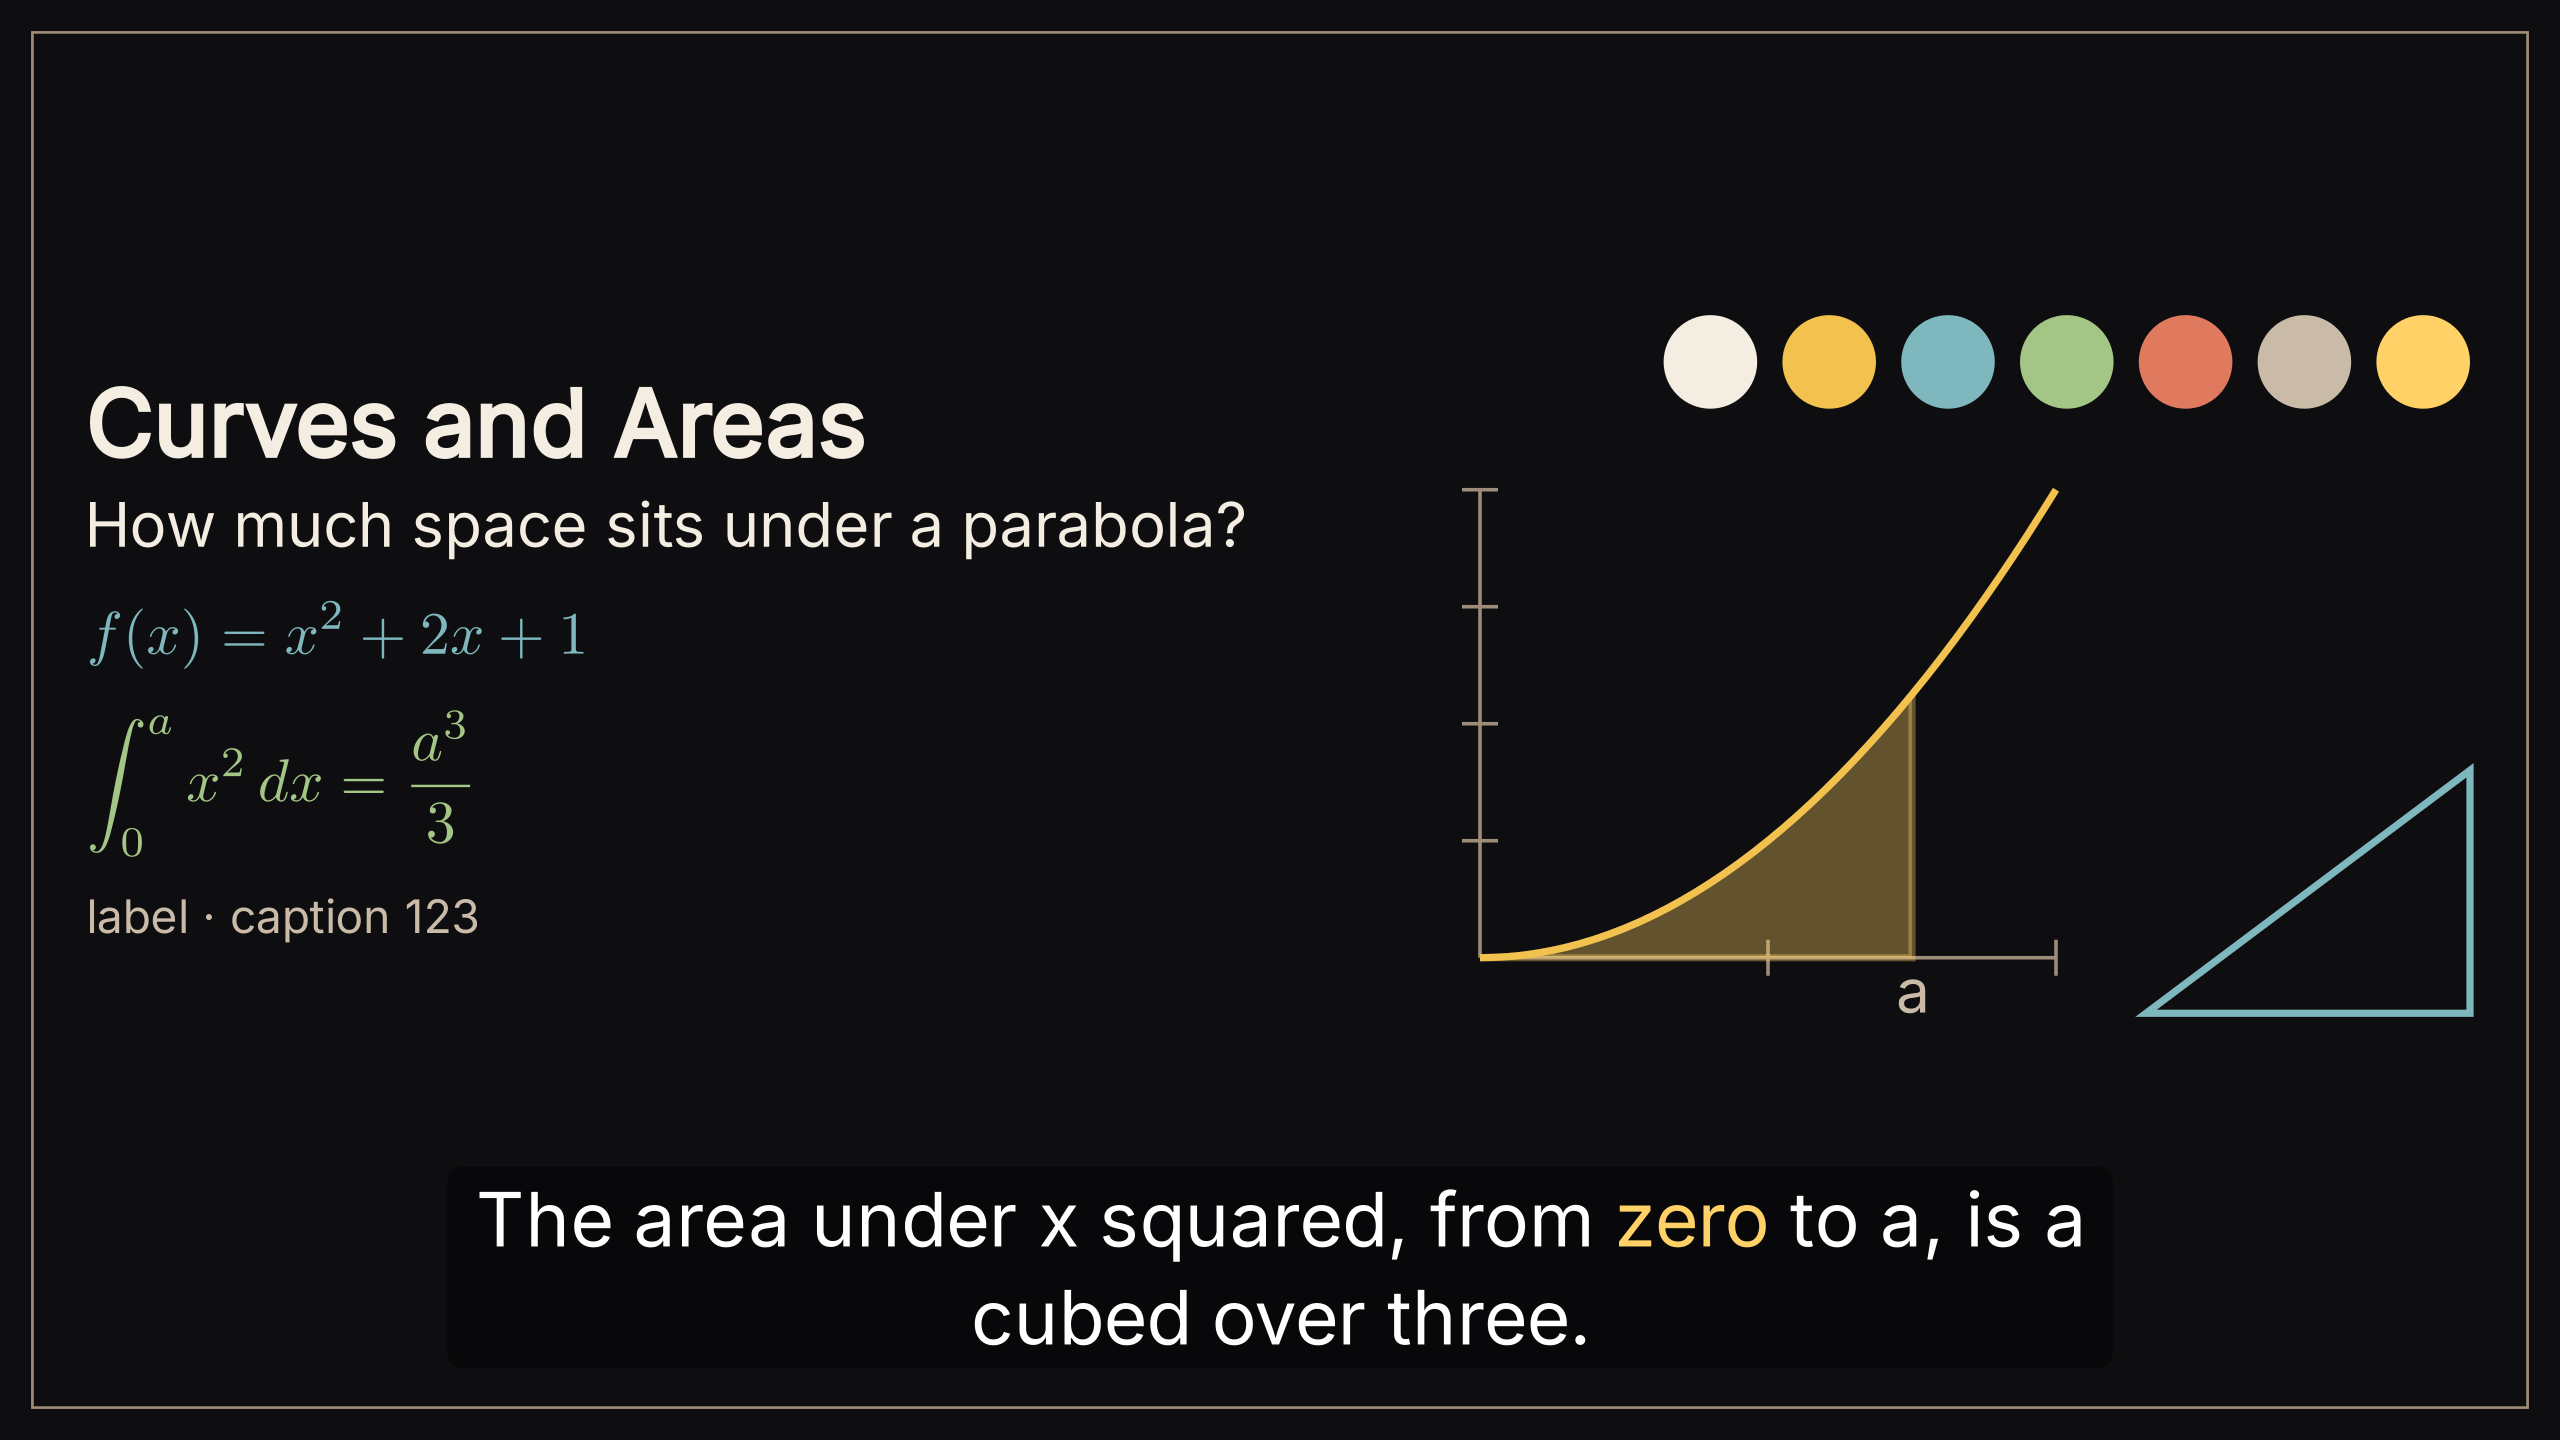 Curves and Areas
How much space sits under a parabola?
f(x) = x² + 2x + 1
∫₀ᵃ x² dx = a³/3
label · caption 123
a
The area under x squared, from zero to a, is a
cubed over three.